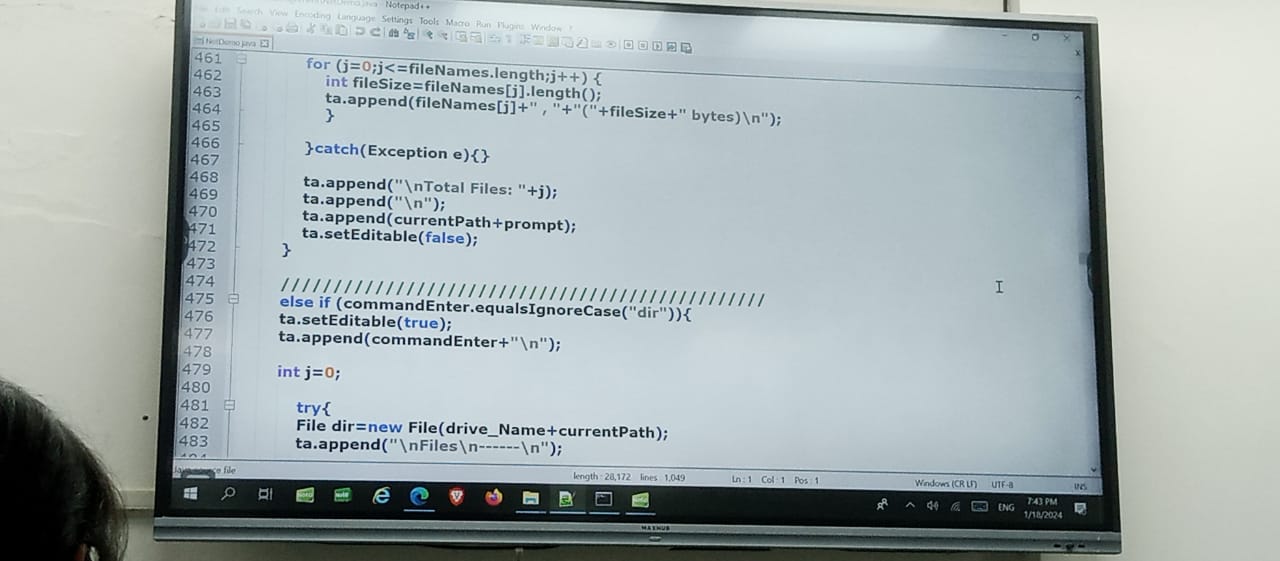 NetDemo.java - Notepad++
Search View Encoding Language Settings Tools Macro Run Plugins Window ?
NetDemo.java
461 for (j=0;j<=fileNames.length;j++) {
462 int fileSize=fileNames[j].length();
463 ta.append(fileNames[j]+" , "+"("+fileSize+" bytes)\n");
464 }
465
466 }catch(Exception e){}
467
468 ta.append("\nTotal Files: "+j);
469 ta.append("\n");
470 ta.append(currentPath+prompt);
471 ta.setEditable(false);
472 }
473
474 ////////////////////////////////////////////////
475 else if (commandEnter.equalsIgnoreCase("dir")){
476 ta.setEditable(true);
477 ta.append(commandEnter+"\n");
478
479 int j=0;
480
481 try{
482 File dir=new File(drive_Name+currentPath);
483 ta.append("\nFiles\n------\n");
Java source file length : 28,172 lines : 1,049 Ln : 1 Col : 1 Pos : 1 Windows (CR LF) UTF-8 INS
ENG 7:43 PM
1/18/2024
MAXHUB